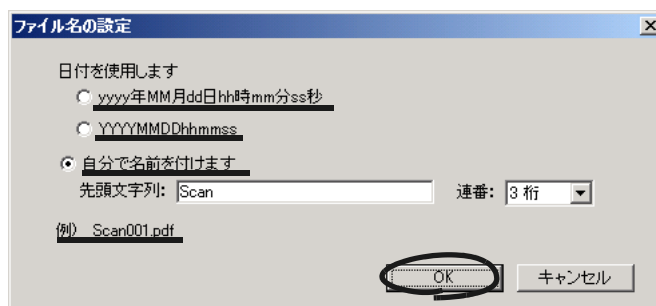 ファイル名の設定
日付を使用します
yyyy年MM月dd日hh時mm分ss秒
YYYYMMDDhhmmss
自分で名前を付けます
先頭文字列: Scan 連番: 3 桁
例) Scan001.pdf
OK キャンセル